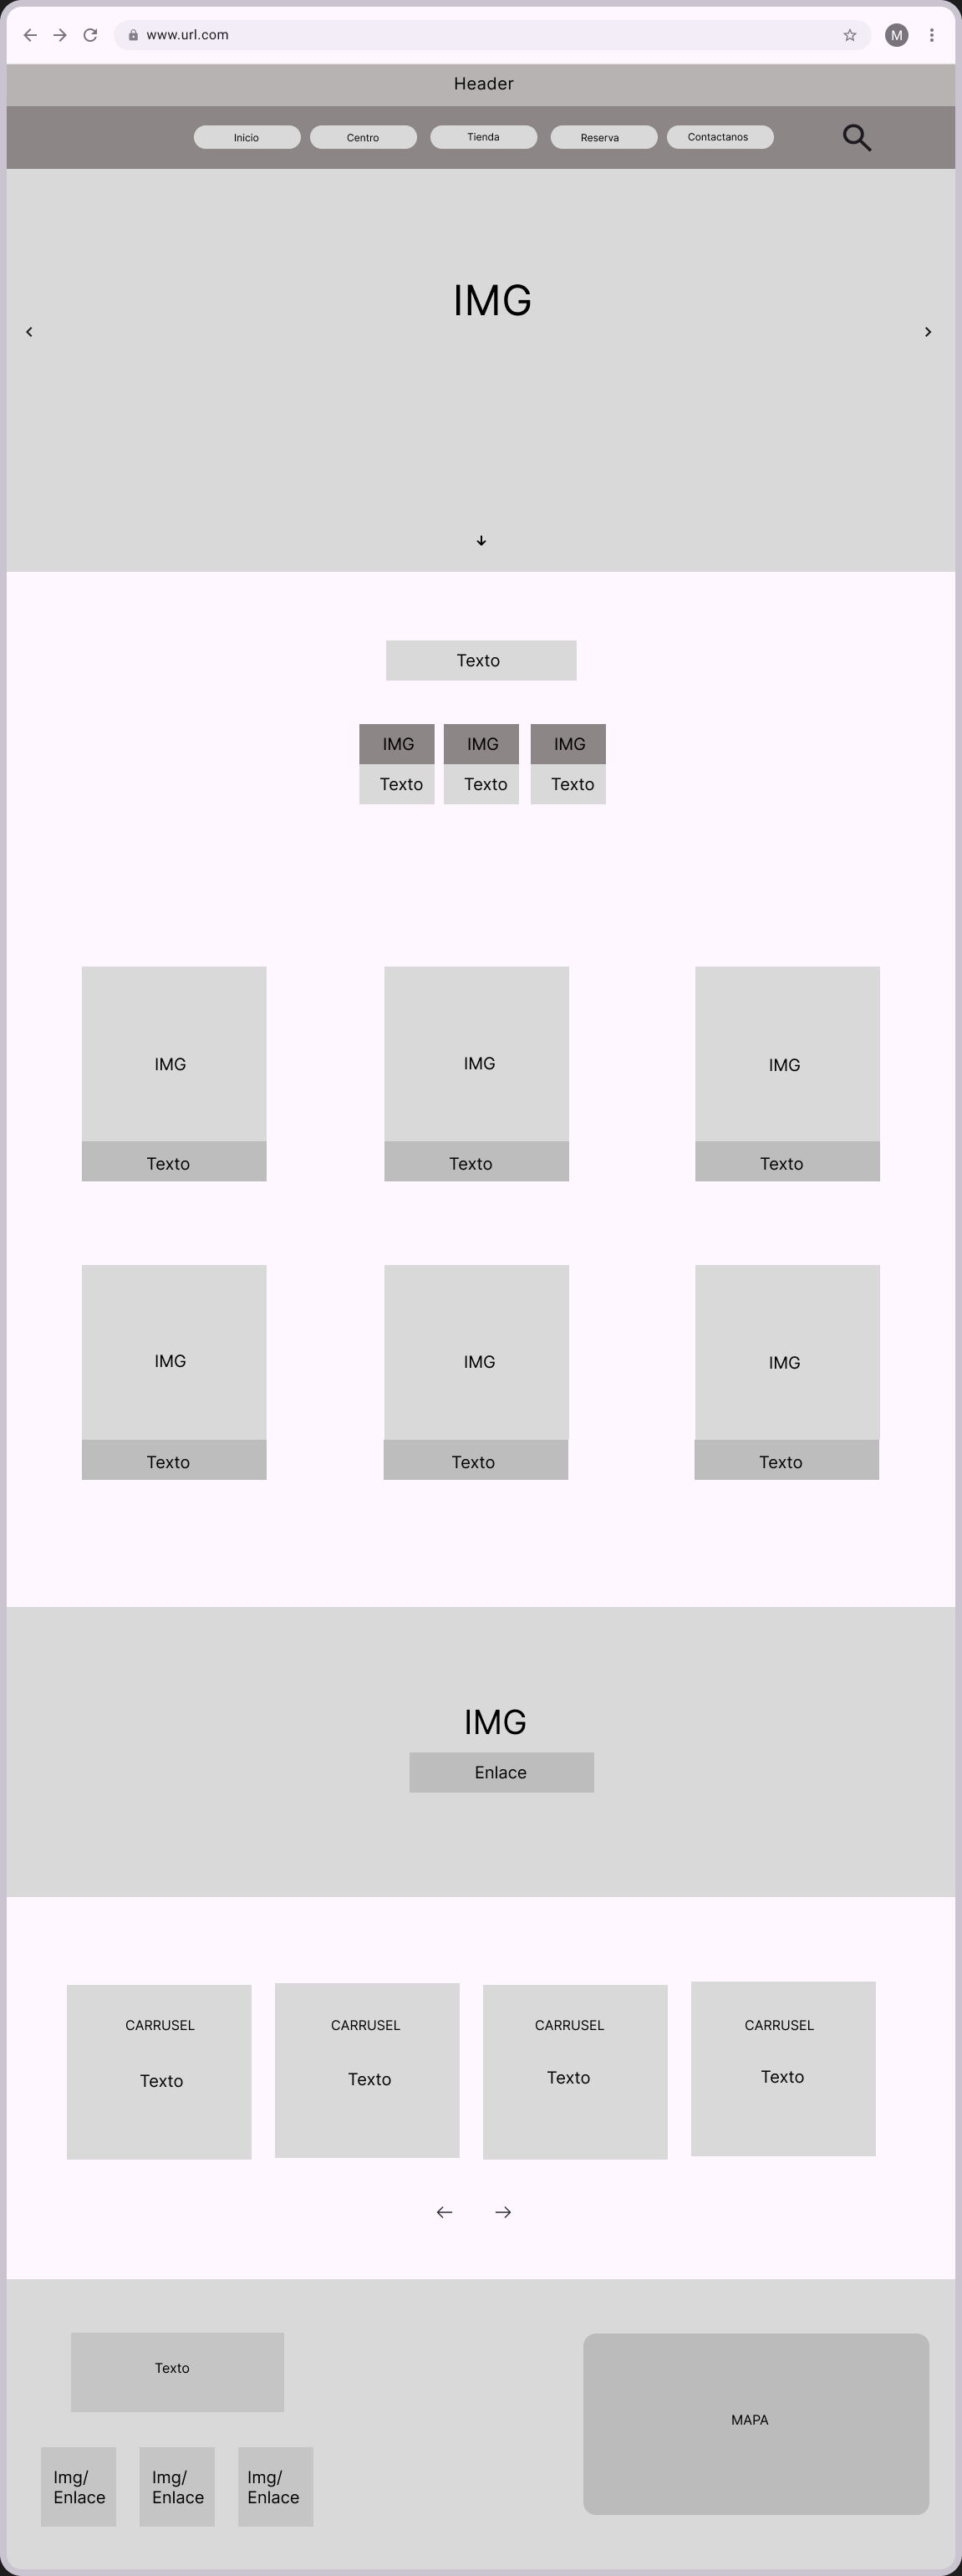 www.url.com
M
Header
Inicio
Centro
Tienda
Reserva
Contactanos
IMG
Texto
IMG
IMG
IMG
Texto
Texto
Texto
IMG
IMG
IMG
Texto
Texto
Texto
IMG
IMG
IMG
Texto
Texto
Texto
IMG
Enlace
CARRUSEL
CARRUSEL
CARRUSEL
CARRUSEL
Texto
Texto
Texto
Texto
Texto
MAPA
Img/
Enlace
Img/
Enlace
Img/
Enlace